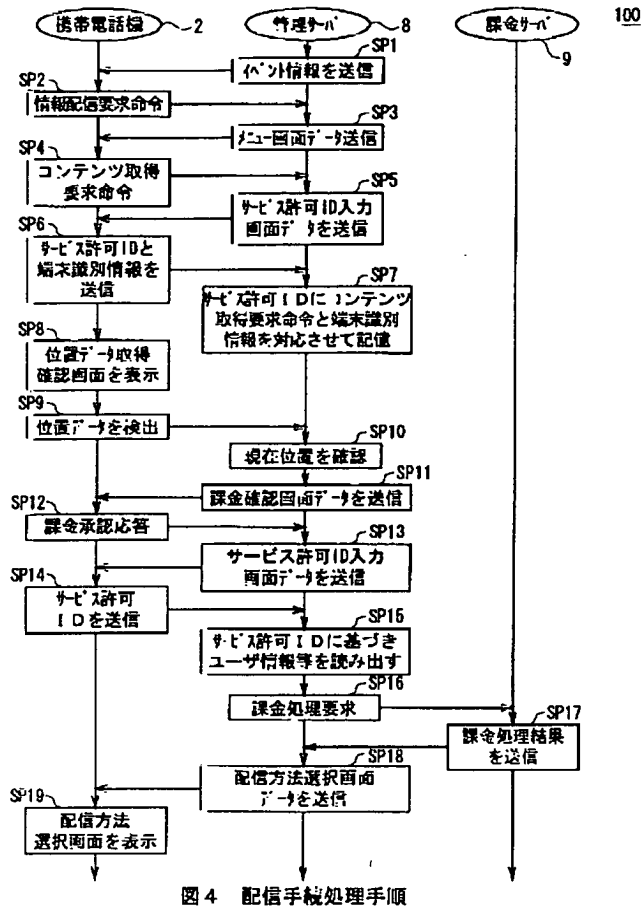 100
携帯電話機
2
管理サーバ
8
課金サーバ
9
SP1
イベント情報を送信
SP2
情報配信要求命令
SP3
メニュー画面データ送信
SP4
コンテンツ取得
要求命令
SP5
サービス許可ID入力
画面データを送信
SP6
サービス許可IDと
端末識別情報を
送信
SP7
サービス許可IDにコンテンツ
取得要求命令と端末識別
情報を対応させて記憶
SP8
位置データ取得
確認画面を表示
SP9
位置データを検出
SP10
現在位置を確認
SP11
課金確認画面データを送信
SP12
課金承認応答
SP13
サービス許可ID入力
画面データを送信
SP14
サービス許可
IDを送信
SP15
サービス許可IDに基づき
ユーザ情報等を読み出す
SP16
課金処理要求
SP17
課金処理結果
を送信
SP18
配信方法選択画面
データを送信
SP19
配信方法
選択画面を表示
図4 配信手続処理手順